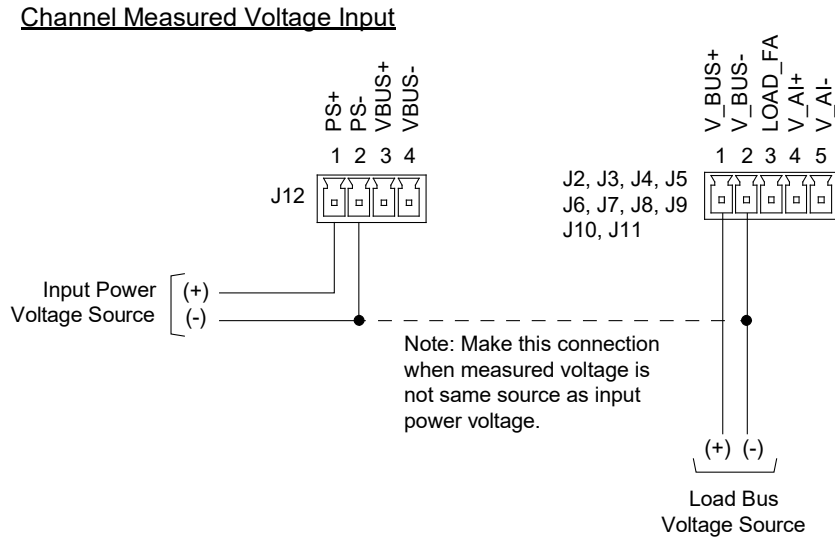 Channel Measured Voltage Input
PS+
PS-
VBUS+
VBUS-
1 2 3 4
J12
Input Power
Voltage Source
(+)
(-)
V_BUS+
V_BUS-
LOAD_FA
V_AI+
V_AI-
1 2 3 4 5
J2, J3, J4, J5
J6, J7, J8, J9
J10, J11
Note: Make this connection
when measured voltage is
not same source as input
power voltage.
(+) (-)
Load Bus
Voltage Source